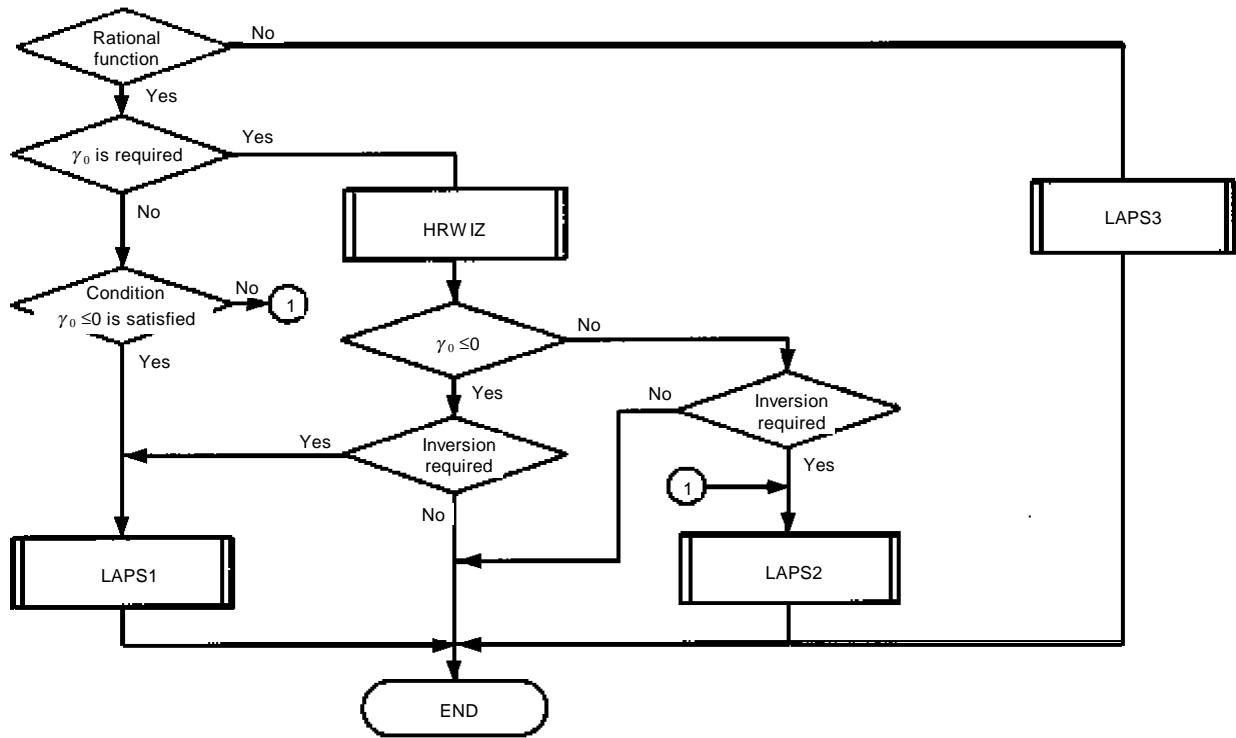 Rational
function
No
Yes
γ₀ is required
Yes
No
HRWIZ
LAPS3
Condition
γ₀ ≤0 is satisfied
No
1
Yes
γ₀ ≤0
No
Yes
Inversion
required
No
Yes
Inversion
required
Yes
No
1
LAPS1
LAPS2
END